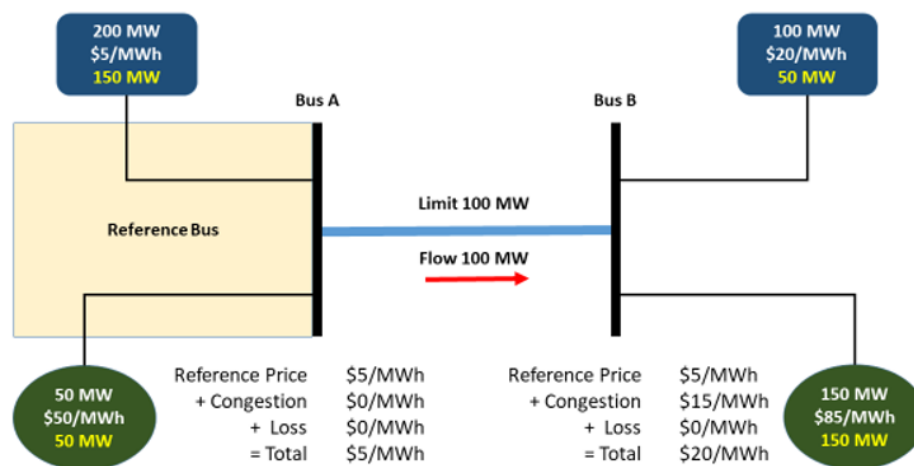 200 MW
$5/MWh
150 MW
100 MW
$20/MWh
50 MW
Bus A
Bus B
Limit 100 MW
Reference Bus
Flow 100 MW
50 MW
$50/MWh
50 MW
Reference Price $5/MWh
+ Congestion $0/MWh
+ Loss $0/MWh
= Total $5/MWh
Reference Price $5/MWh
+ Congestion $15/MWh
+ Loss $0/MWh
= Total $20/MWh
150 MW
$85/MWh
150 MW